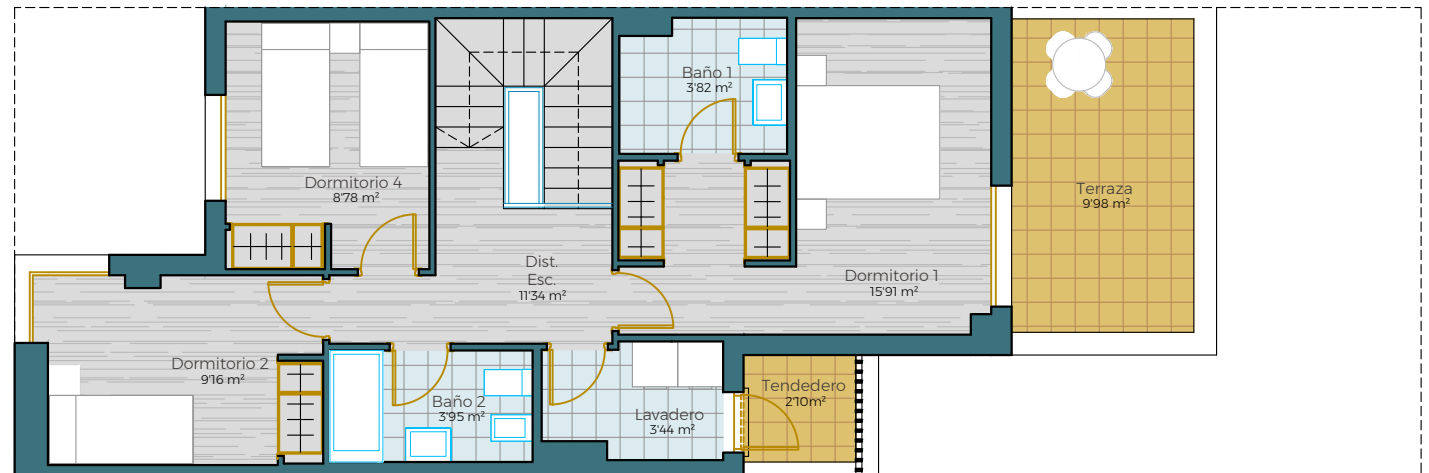 Baño 1
3'82 m²
Dormitorio 4
8'78 m²
Terraza
9'98 m²
Dist.
Esc.
11'34 m²
Dormitorio 1
15'91 m²
Dormitorio 2
9'16 m²
Baño 2
3'95 m²
Lavadero
3'44 m²
Tendedero
2'10m²